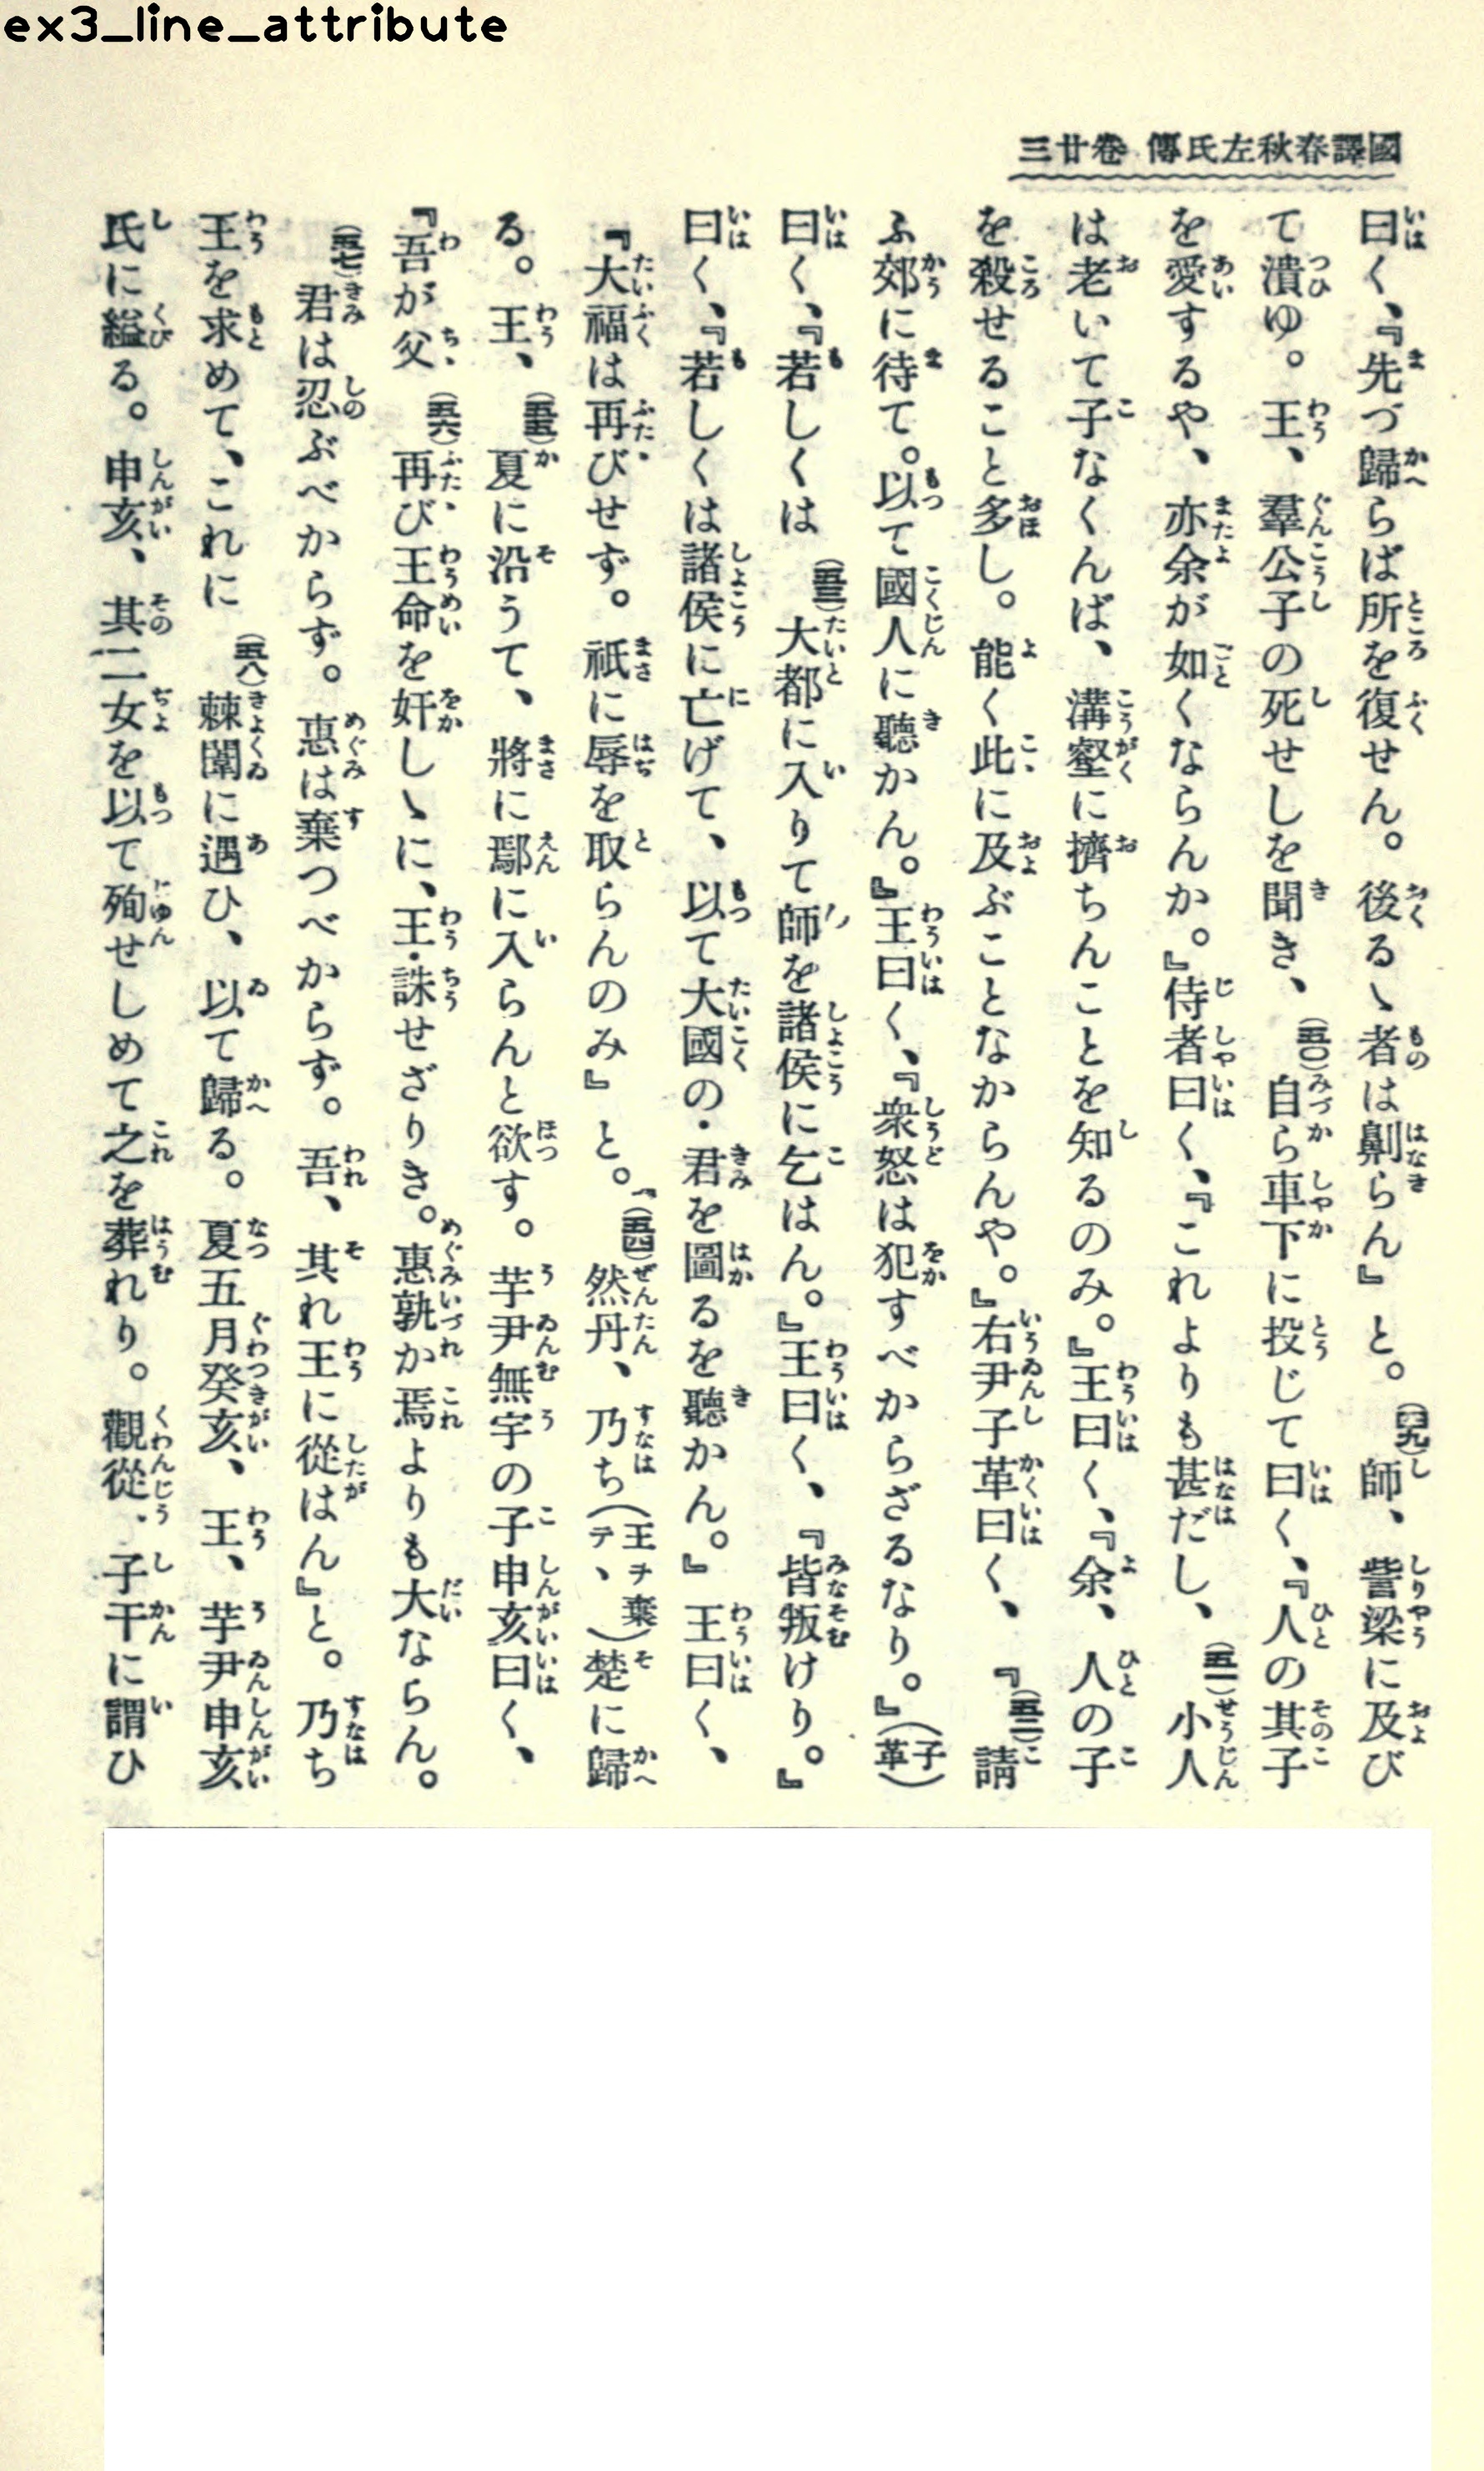 ex3_line_attribute
國譯春秋左氏傳 卷廿三
曰く、『先づ歸らば所を復せん。後るヽ者は劓らん』と。(四九)師、訾梁に及び
て潰ゆ。王、羣公子の死せしを聞き、(五〇)自ら車下に投じて曰く、『人の其子
を愛するや、亦余が如くならんか。』侍者曰く、『これよりも甚だし、(五一)小人
は老いて子なくんば、溝壑に擠ちんことを知るのみ。』王曰く、『余、人の子
を殺せること多し。能く此に及ぶことなからんや。』右尹子革曰く、『(五二)請
ふ郊に待て。以て國人に聽かん。』王曰く、『衆怒は犯すべからざるなり。』(子革)
曰く、『若しくは(五三)大都に入りて師を諸侯に乞はん。』王曰く、『皆叛けり。』
曰く、『若しくは諸侯に亡げて、以て大國の・君を圖るを聽かん。』王曰く、
『大福は再びせず。祇に辱を取らんのみ』と。『(五四)然丹、乃ち(王ヲ棄テ、)楚に歸
る。王、(五五)夏に沿うて、將に鄢に入らんと欲す。芋尹無宇の子申亥曰く、
『吾が父(五六)再び王命を奸しヽに、王・誅せざりき。惠孰か焉よりも大ならん。
(五七)君は忍ぶべからず。惠は棄つべからず。吾、其れ王に從はん』と。乃ち
王を求めて、これに(五八)棘闈に遇ひ、以て歸る。夏五月癸亥、王、芋尹申亥
氏に縊る。申亥、其二女を以て殉せしめて之を葬れり。觀從、子干に謂ひ